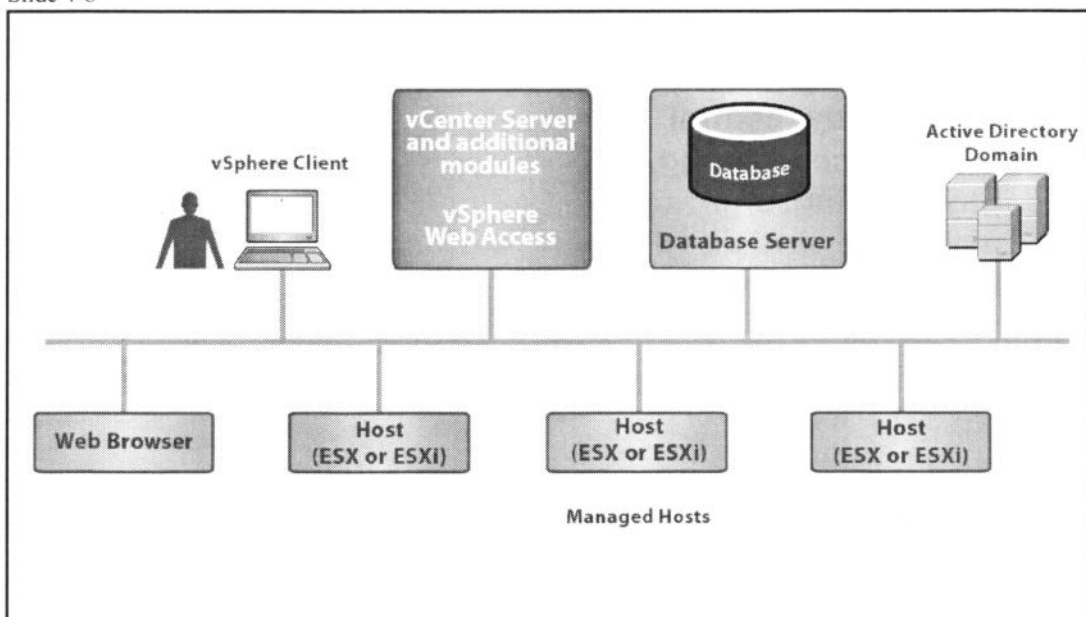 vSphere Client
vCenter Server
and additional
modules
vSphere
Web Access
Database
Database Server
Active Directory
Domain
Web Browser
Host
(ESX or ESXi)
Host
(ESX or ESXi)
Host
(ESX or ESXi)
Managed Hosts